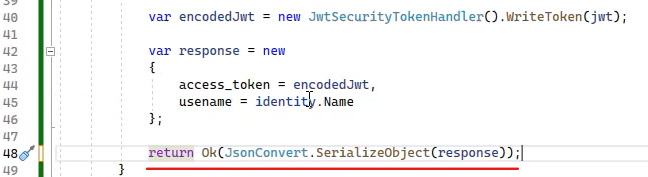 39
40 var encodedJwt = new JwtSecurityTokenHandler().WriteToken(jwt);
41
42 var response = new
43 {
44 access_token = encodedJwt,
45 usename = identity.Name
46 };
47
48 return Ok(JsonConvert.SerializeObject(response));
49 }